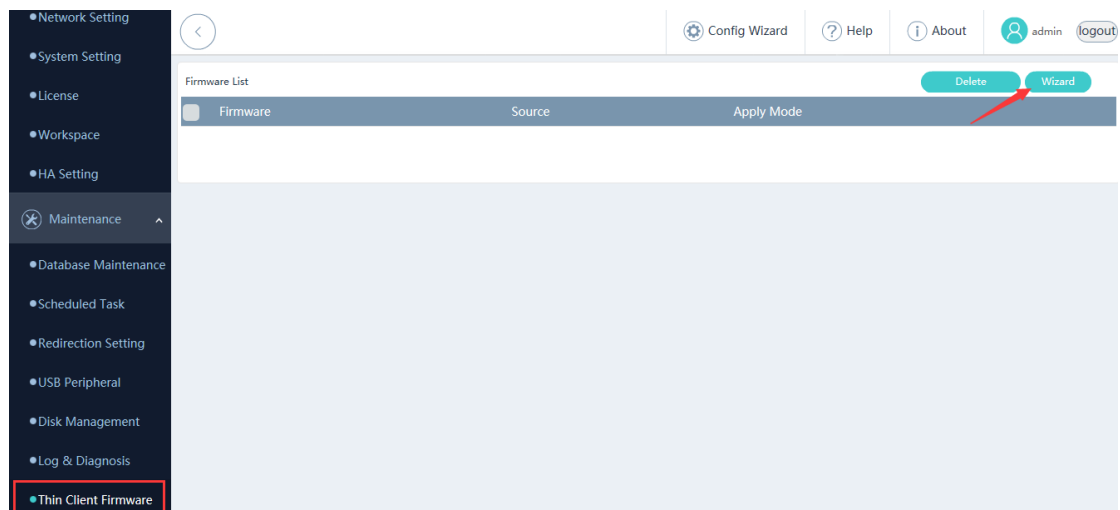 Network Setting
System Setting
License
Workspace
HA Setting
Maintenance
Database Maintenance
Scheduled Task
Redirection Setting
USB Peripheral
Disk Management
Log & Diagnosis
Thin Client Firmware
Config Wizard Help About admin logout
Firmware List Delete Wizard
Firmware Source Apply Mode